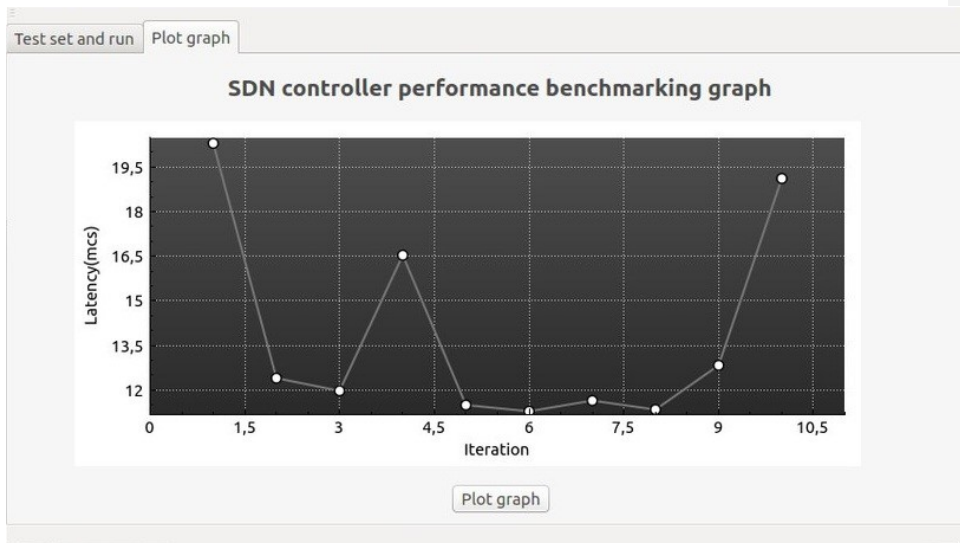 Test set and run
Plot graph
SDN controller performance benchmarking graph
Latency(mcs)
19,5
18
16,5
15
13,5
12
0 1,5 3 4,5 6 7,5 9 10,5
Iteration
Plot graph